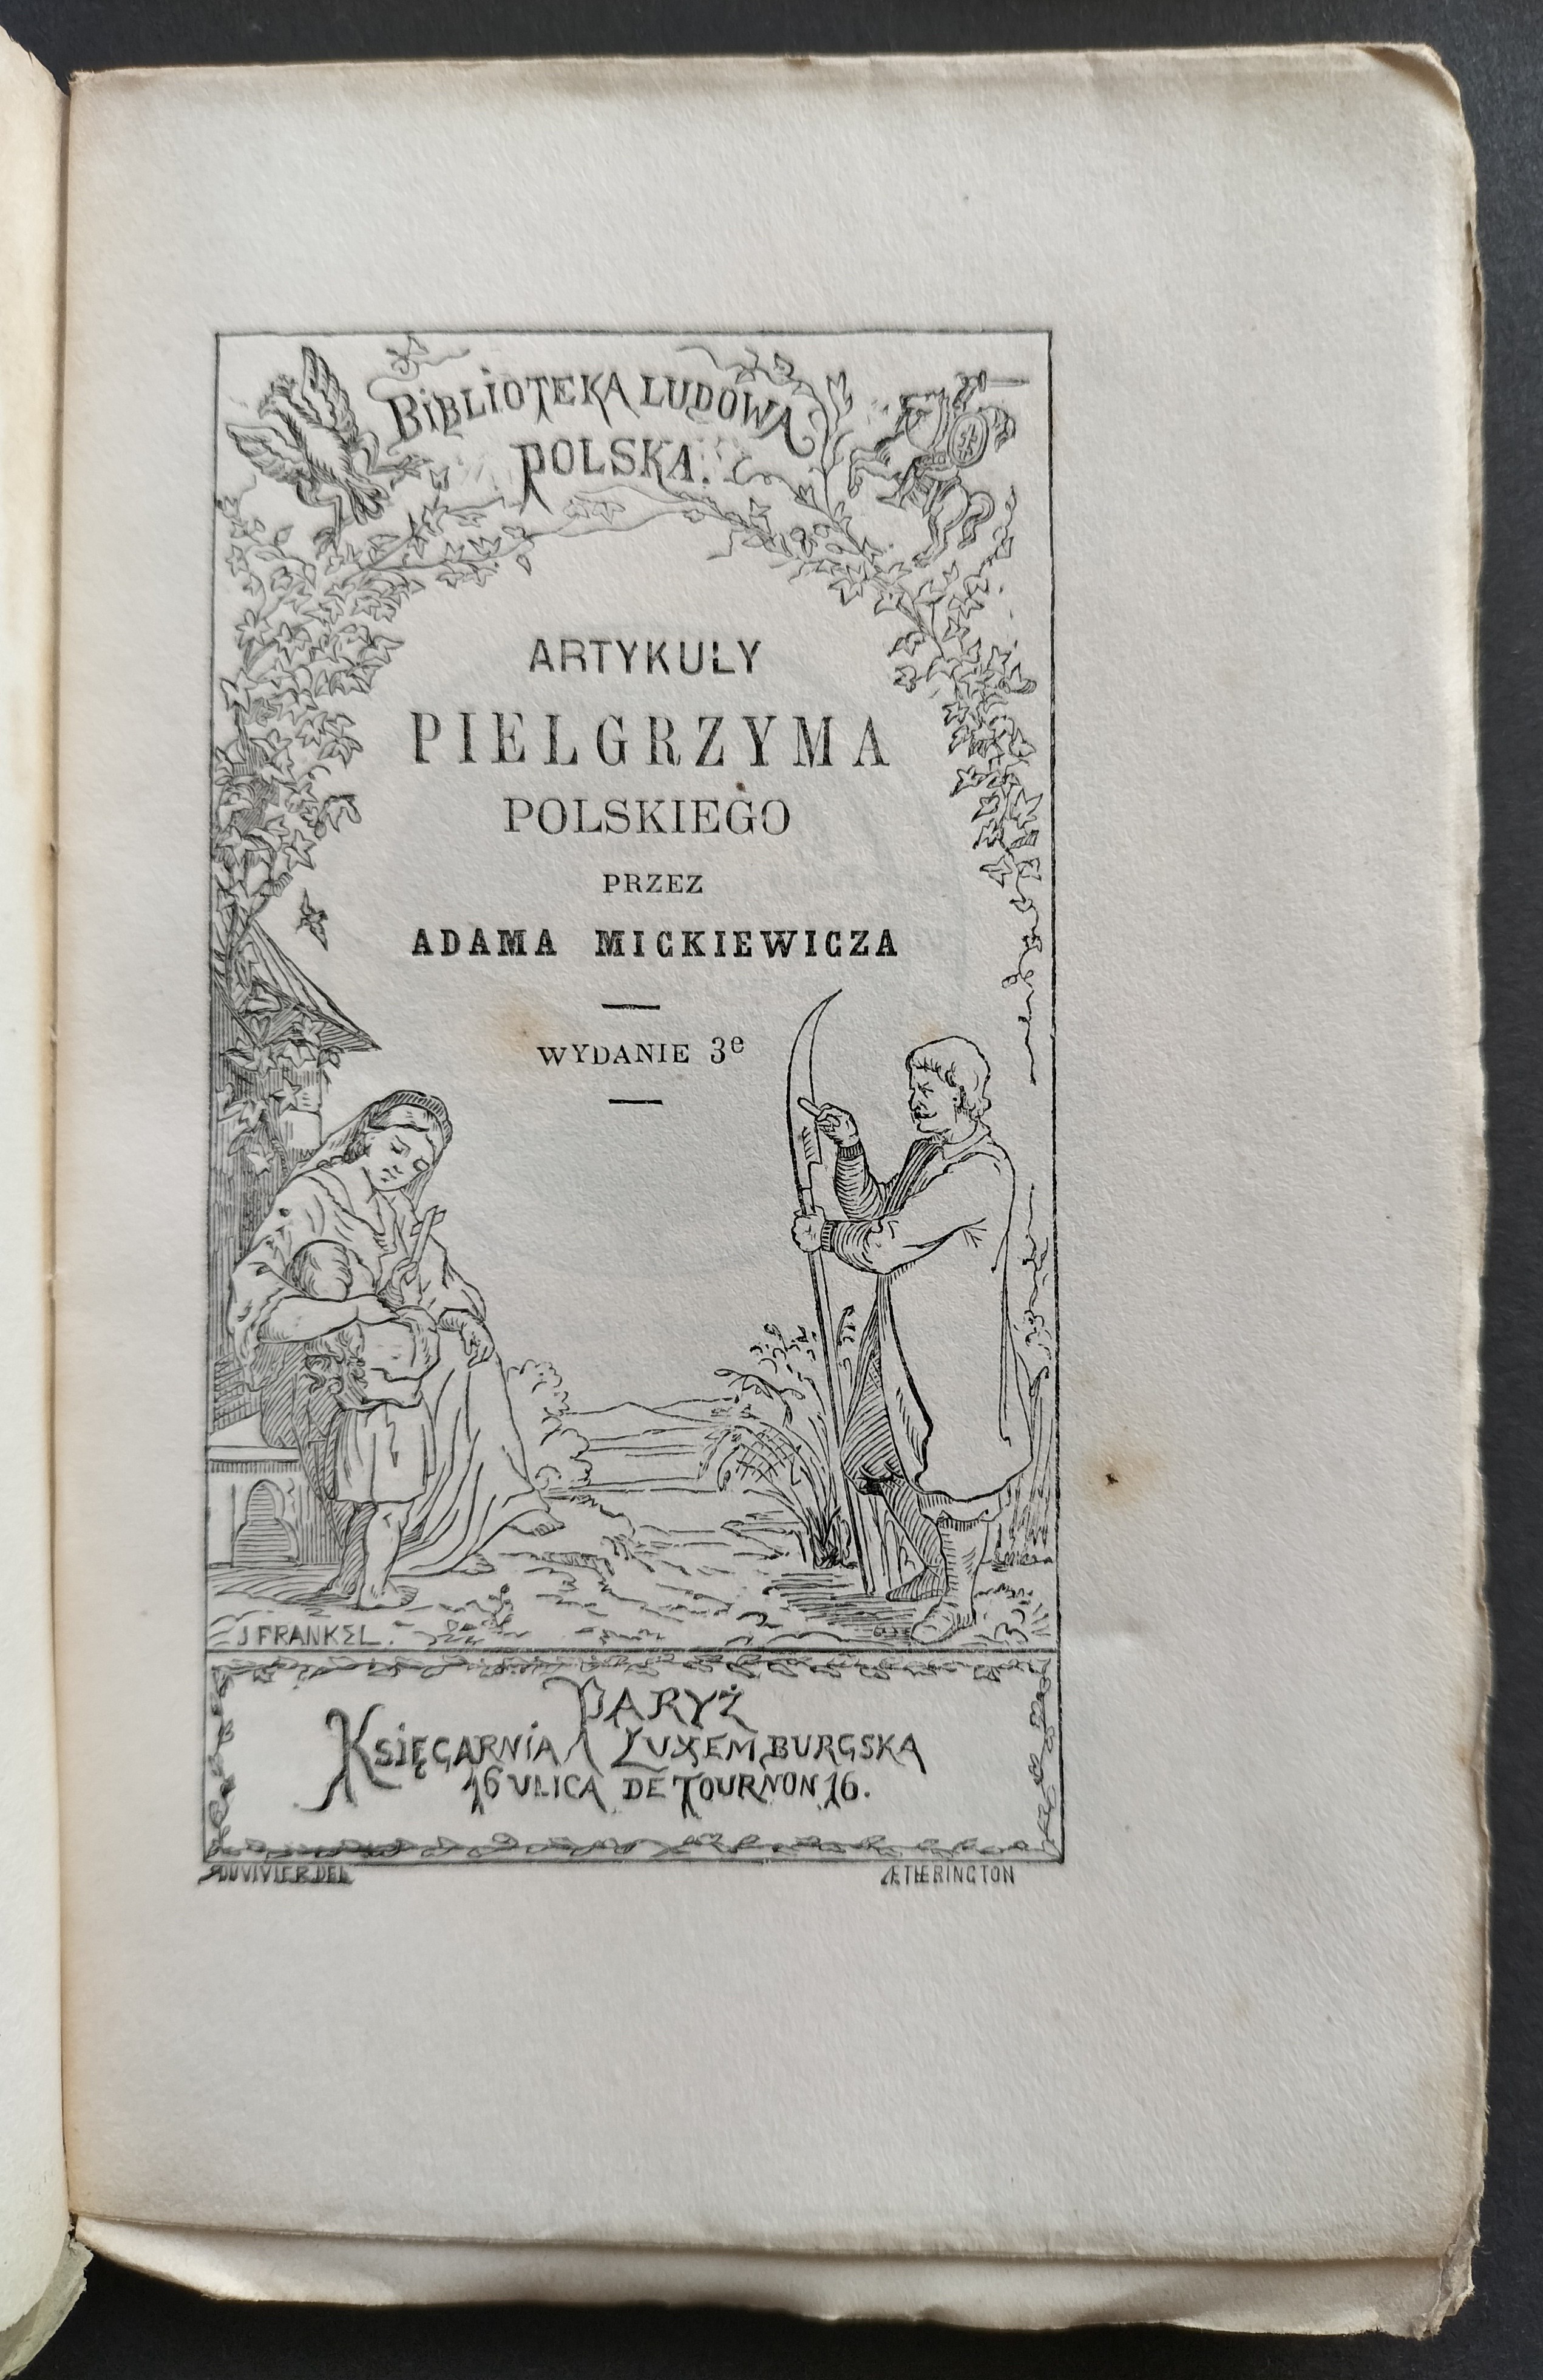 BIBLIOTEKA LUDOWA
POLSKA.
ARTYKUŁY
PIELGRZYMA
POLSKIEGO
PRZEZ
ADAMA MICKIEWICZA
WYDANIE 3e
J FRANKEL.
PARYŻ
KSIĘGARNIA LUXEMBURGSKA
16 ULICA DE TOURNON 16.
DUVIVIER DEL
ETHERINGTON